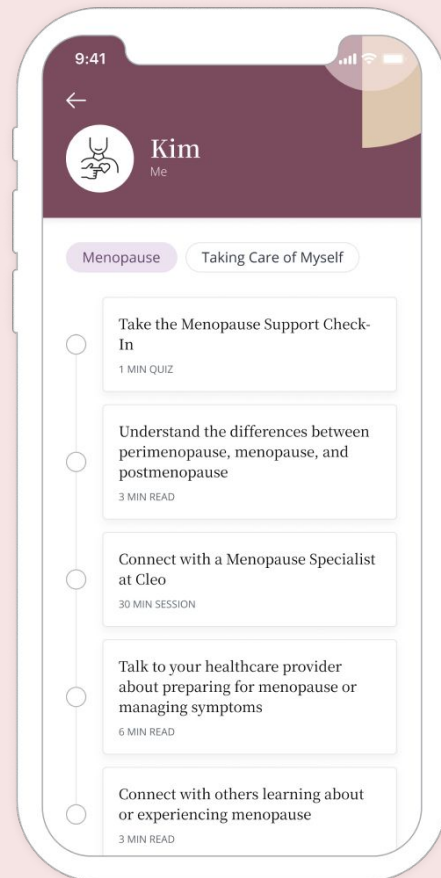 9:41
Kim
Me
Menopause
Taking Care of Myself
Take the Menopause Support Check-
In
1 MIN QUIZ
Understand the differences between
perimenopause, menopause, and
postmenopause
3 MIN READ
Connect with a Menopause Specialist
at Cleo
30 MIN SESSION
Talk to your healthcare provider
about preparing for menopause or
managing symptoms
6 MIN READ
Connect with others learning about
or experiencing menopause
3 MIN READ